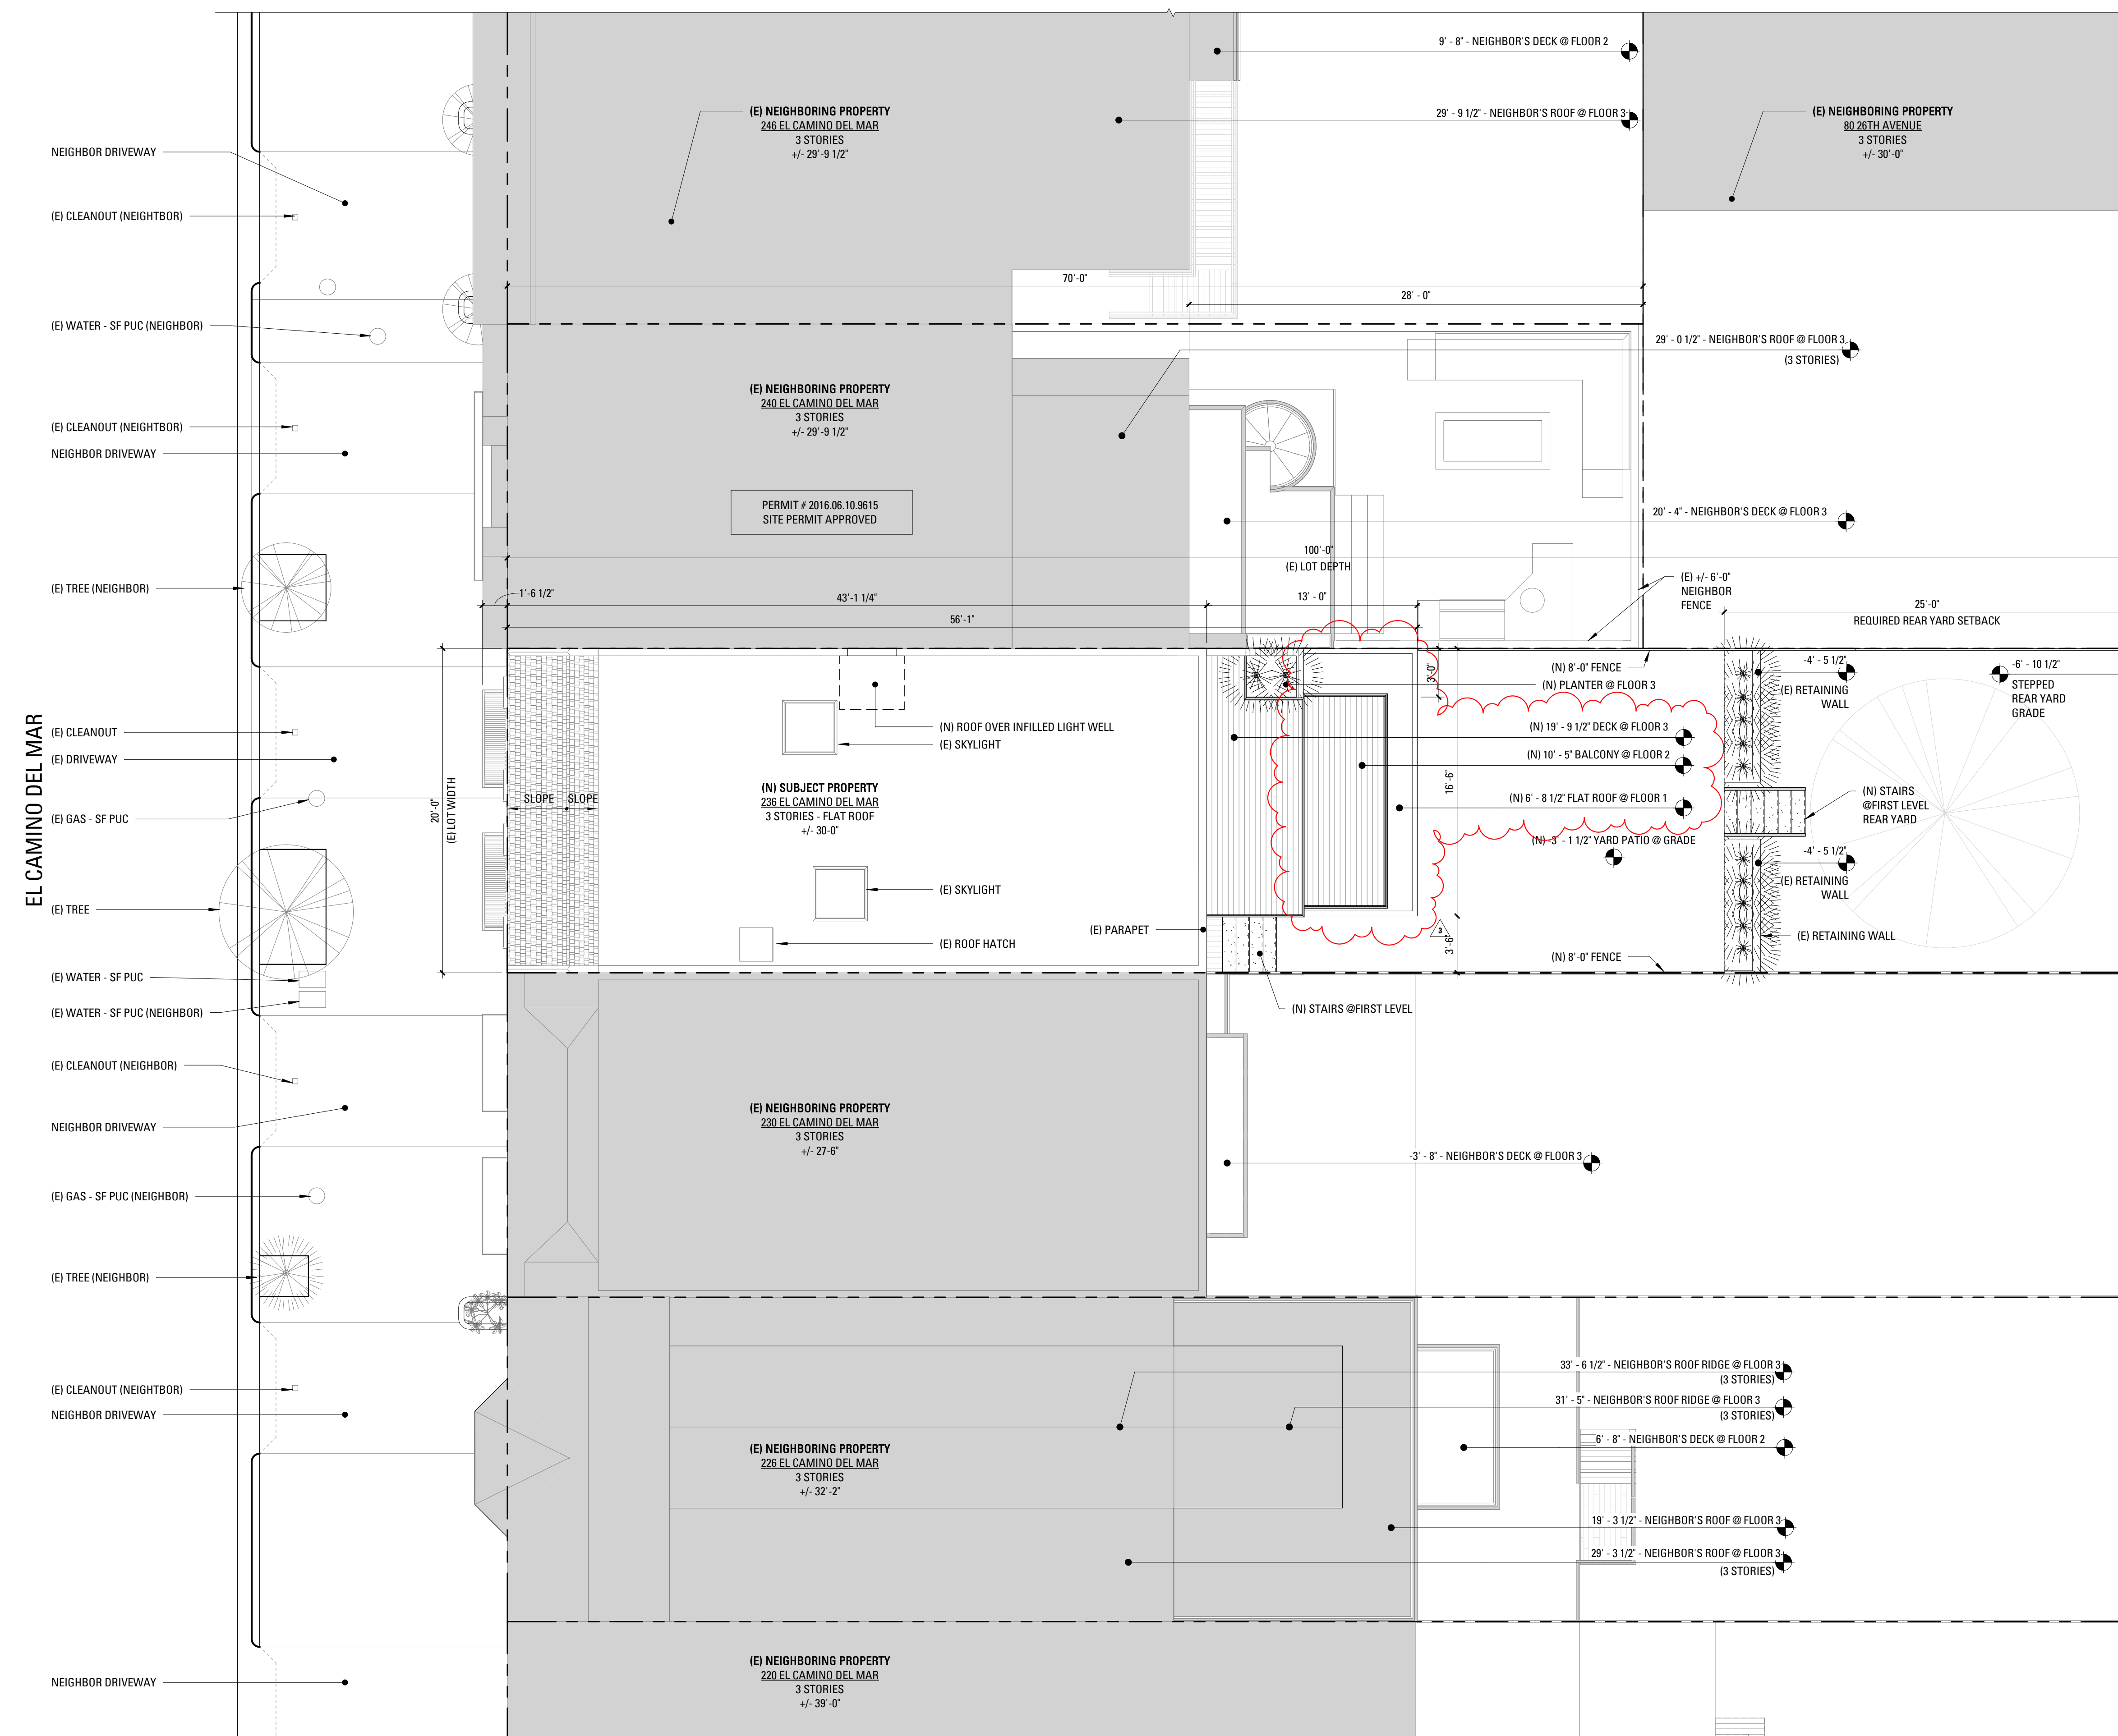 EL CAMINO DEL MAR
NEIGHBOR DRIVEWAY
(E) CLEANOUT (NEIGHTBOR)
(E) WATER - SF PUC (NEIGHBOR)
(E) CLEANOUT (NEIGHTBOR)
NEIGHBOR DRIVEWAY
(E) TREE (NEIGHBOR)
(E) CLEANOUT
(E) DRIVEWAY
(E) GAS - SF PUC
(E) TREE
(E) WATER - SF PUC
(E) WATER - SF PUC (NEIGHBOR)
(E) CLEANOUT (NEIGHBOR)
NEIGHBOR DRIVEWAY
(E) GAS - SF PUC (NEIGHBOR)
(E) TREE (NEIGHBOR)
(E) CLEANOUT (NEIGHTBOR)
NEIGHBOR DRIVEWAY
NEIGHBOR DRIVEWAY
(E) NEIGHBORING PROPERTY
246 EL CAMINO DEL MAR
3 STORIES
+/- 29'-9 1/2"
9' - 8" - NEIGHBOR'S DECK @ FLOOR 2
29' - 9 1/2" - NEIGHBOR'S ROOF @ FLOOR 3
(E) NEIGHBORING PROPERTY
80 26TH AVENUE
3 STORIES
+/- 30'-0"
70'-0"
28' - 0"
29' - 0 1/2" - NEIGHBOR'S ROOF @ FLOOR 3
(3 STORIES)
(E) NEIGHBORING PROPERTY
240 EL CAMINO DEL MAR
3 STORIES
+/- 29'-9 1/2"
PERMIT # 2016.06.10.9615
SITE PERMIT APPROVED
20' - 4" - NEIGHBOR'S DECK @ FLOOR 3
100'-0"
(E) LOT DEPTH
1'-6 1/2"
43'-1 1/4"
13' - 0"
56'-1"
(E) +/- 6'-0"
NEIGHBOR
FENCE
25'-0"
REQUIRED REAR YARD SETBACK
20'-0"
(E) LOT WIDTH
SLOPE
SLOPE
(N) ROOF OVER INFILLED LIGHT WELL
(E) SKYLIGHT
(N) SUBJECT PROPERTY
236 EL CAMINO DEL MAR
3 STORIES - FLAT ROOF
+/- 30-0"
(E) SKYLIGHT
(E) ROOF HATCH
(E) PARAPET
3'-0"
16'-6"
3'-6"
3
(N) 8'-0" FENCE
(N) PLANTER @ FLOOR 3
(N) 19' - 9 1/2" DECK @ FLOOR 3
(N) 10' - 5" BALCONY @ FLOOR 2
(N) 6' - 8 1/2" FLAT ROOF @ FLOOR 1
(N) -3' - 1 1/2" YARD PATIO @ GRADE
(N) 8'-0" FENCE
(N) STAIRS @FIRST LEVEL
-4' - 5 1/2"
(E) RETAINING
WALL
-6' - 10 1/2"
STEPPED
REAR YARD
GRADE
(N) STAIRS
@FIRST LEVEL
REAR YARD
-4' - 5 1/2"
(E) RETAINING
WALL
(E) RETAINING WALL
(E) NEIGHBORING PROPERTY
230 EL CAMINO DEL MAR
3 STORIES
+/- 27-6"
-3' - 8" - NEIGHBOR'S DECK @ FLOOR 3
(E) NEIGHBORING PROPERTY
226 EL CAMINO DEL MAR
3 STORIES
+/- 32'-2"
33' - 6 1/2" - NEIGHBOR'S ROOF RIDGE @ FLOOR 3
(3 STORIES)
31' - 5" - NEIGHBOR'S ROOF RIDGE @ FLOOR 3
(3 STORIES)
6' - 8" - NEIGHBOR'S DECK @ FLOOR 2
19' - 3 1/2" - NEIGHBOR'S ROOF @ FLOOR 3
29' - 3 1/2" - NEIGHBOR'S ROOF @ FLOOR 3
(3 STORIES)
(E) NEIGHBORING PROPERTY
220 EL CAMINO DEL MAR
3 STORIES
+/- 39'-0"